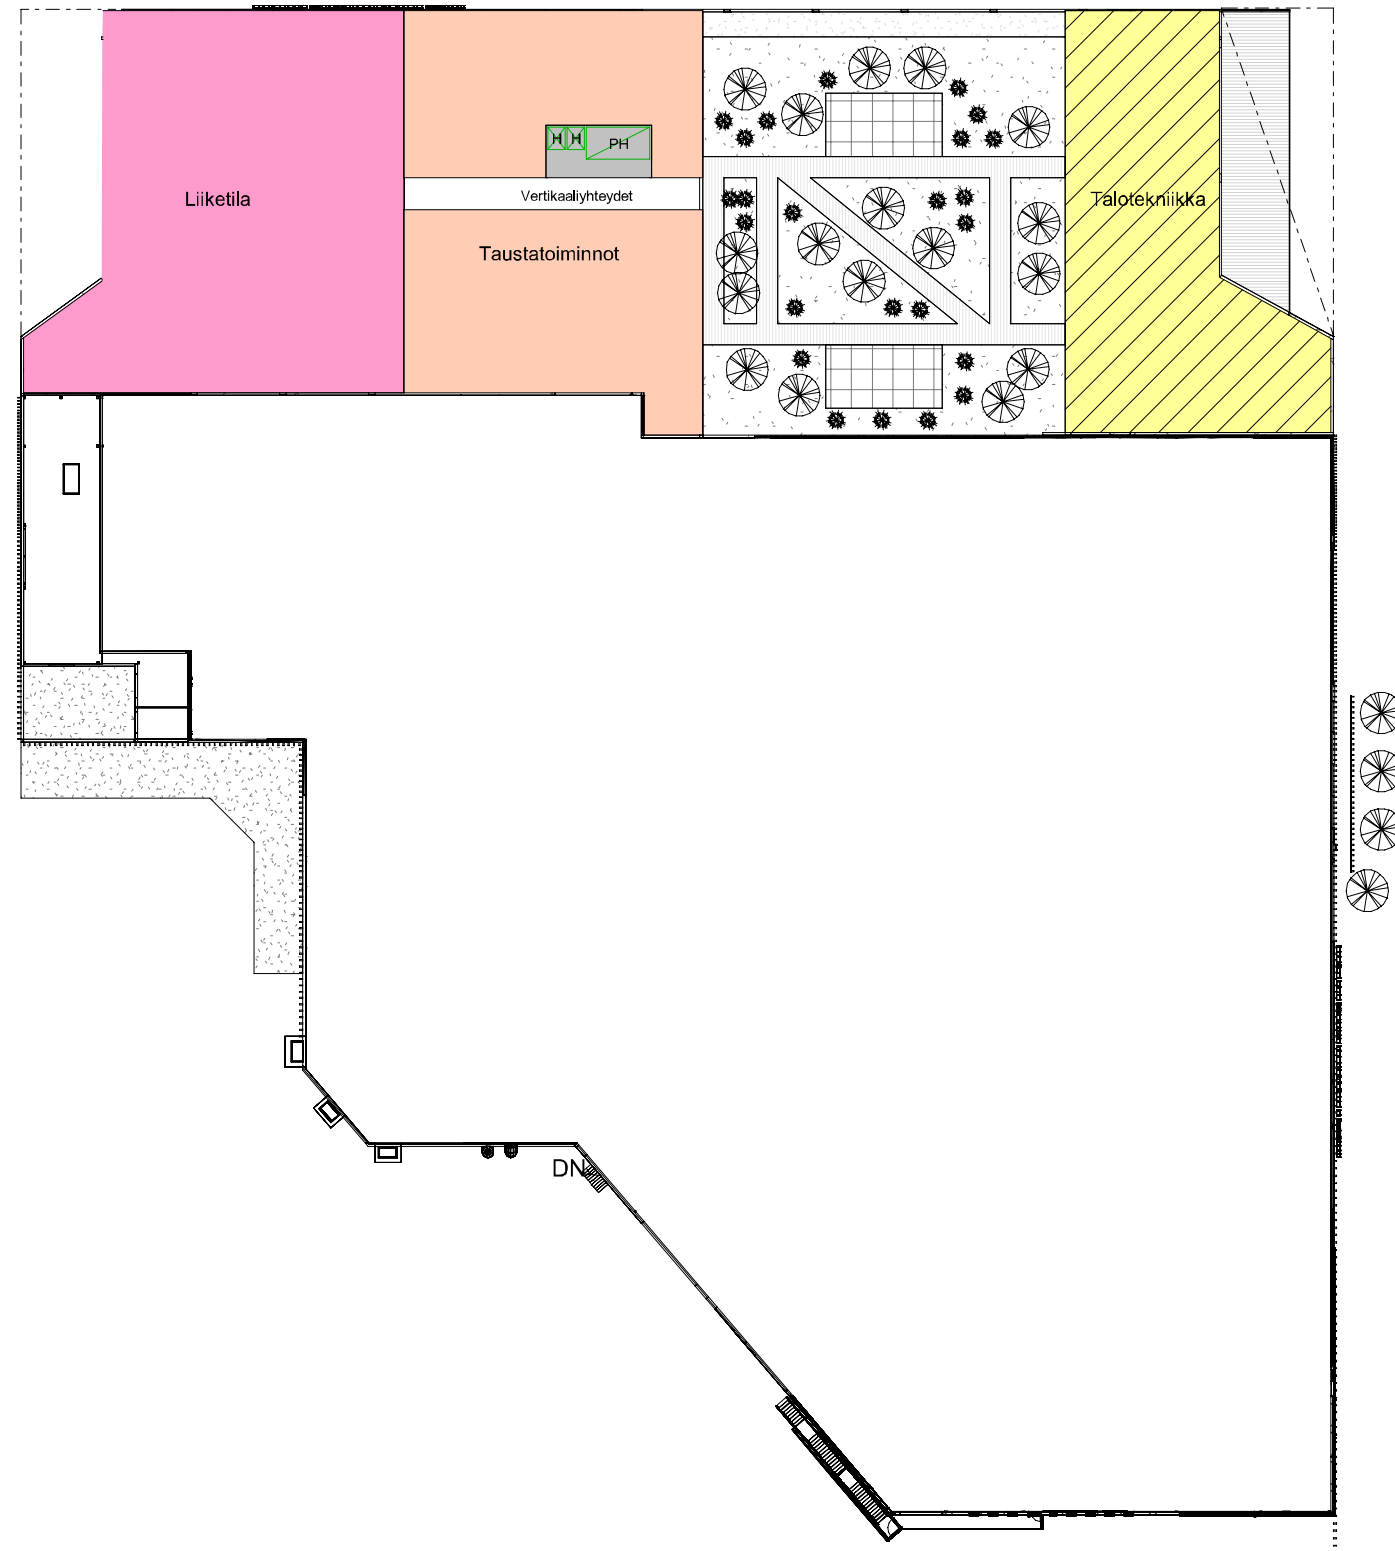 H H PH
Liiketila
Vertikaaliyhteydet
Talotekniikka
Taustatoiminnot
DN